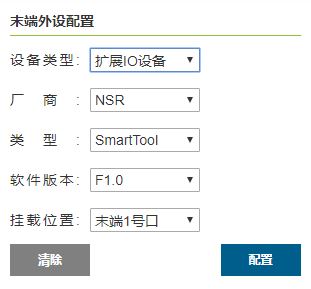 末端外设配置
设备类型: 扩展IO设备
厂商: NSR
类型: SmartTool
软件版本: F1.0
挂载位置: 末端1号口
清除 配置